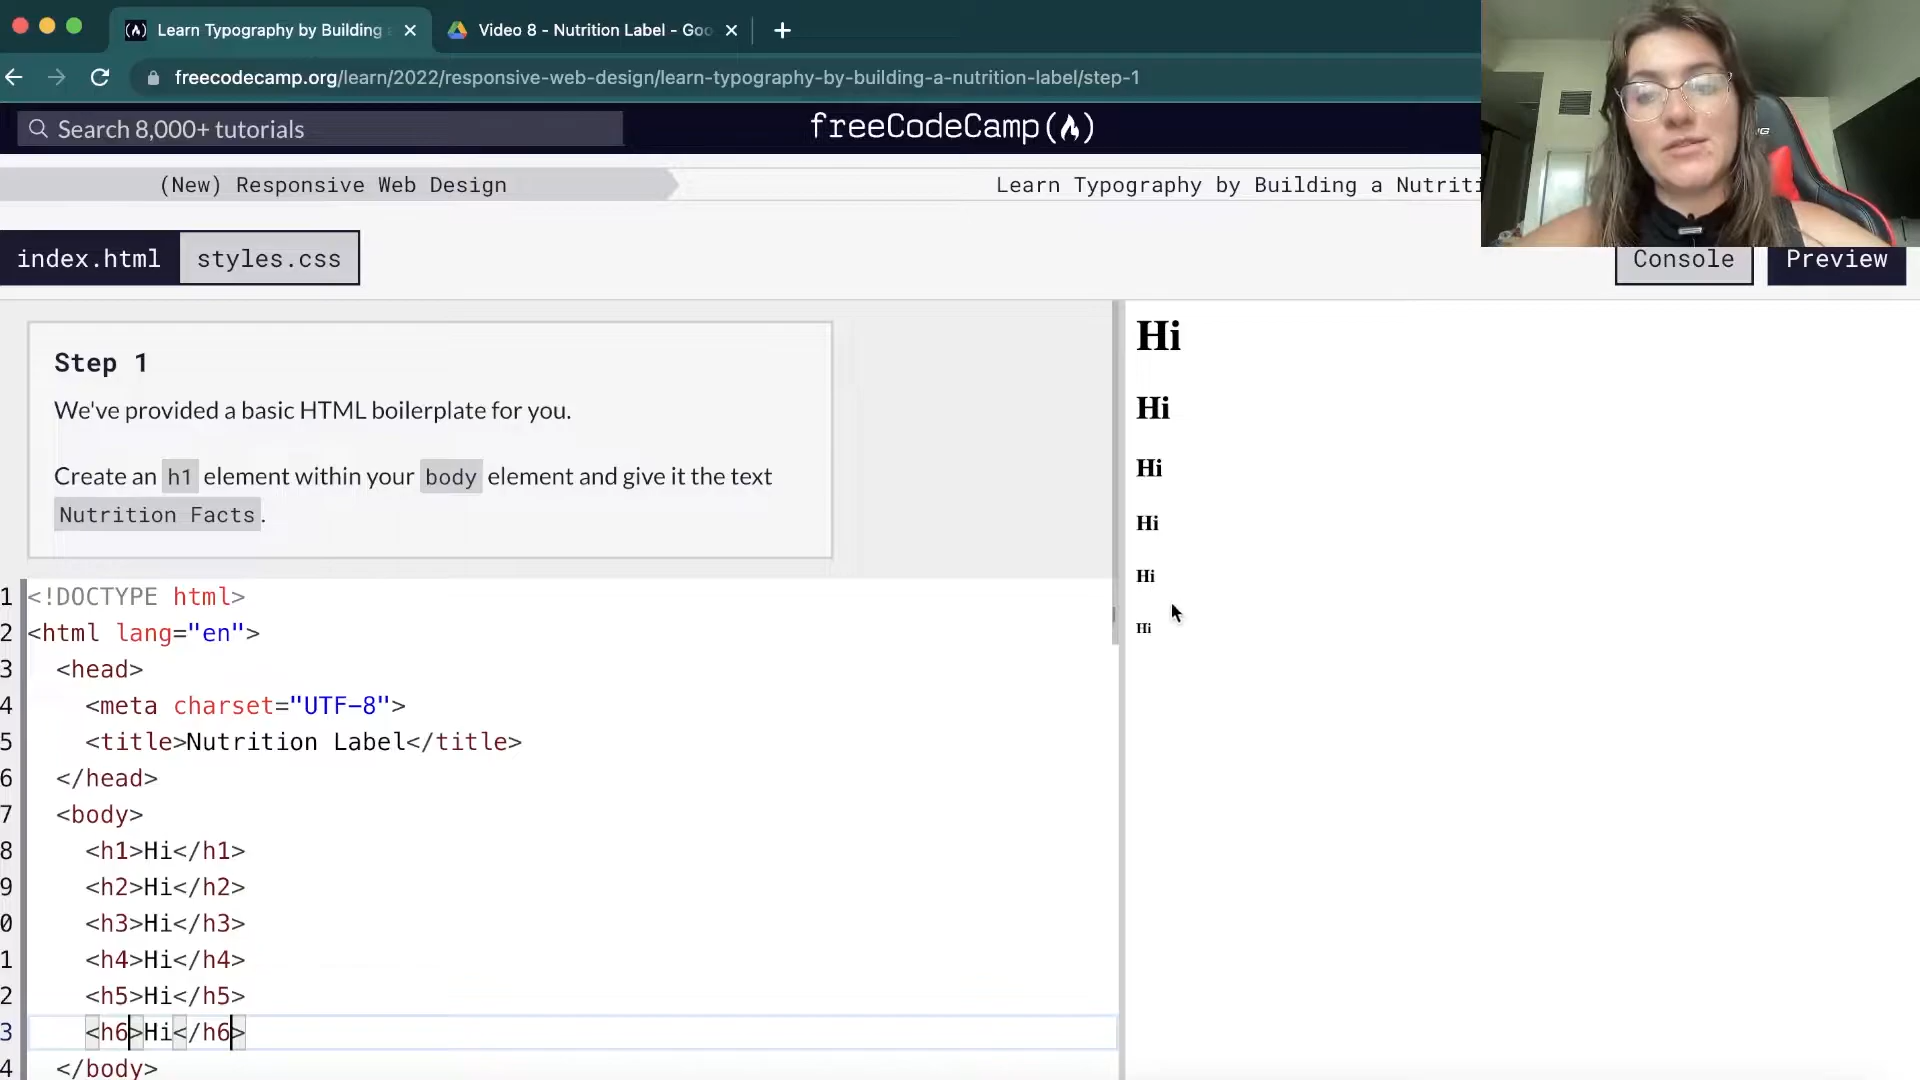 Learn Typography by Building
Video 8 - Nutrition Label - Goo
freecodecamp.org/learn/2022/responsive-web-design/learn-typography-by-building-a-nutrition-label/step-1
Search 8,000+ tutorials
freeCodeCamp
(New) Responsive Web Design
Learn Typography by Building a Nutriti
index.html
styles.css
Console
Preview
Step 1
We've provided a basic HTML boilerplate for you.
Create an h1 element within your body element and give it the text
Nutrition Facts.
1 <!DOCTYPE html>
2 <html lang="en">
3 <head>
4 <meta charset="UTF-8">
5 <title>Nutrition Label</title>
6 </head>
7 <body>
8 <h1>Hi</h1>
9 <h2>Hi</h2>
0 <h3>Hi</h3>
1 <h4>Hi</h4>
2 <h5>Hi</h5>
3 <h6>Hi</h6>
4 </body>
Hi
Hi
Hi
Hi
Hi
Hi